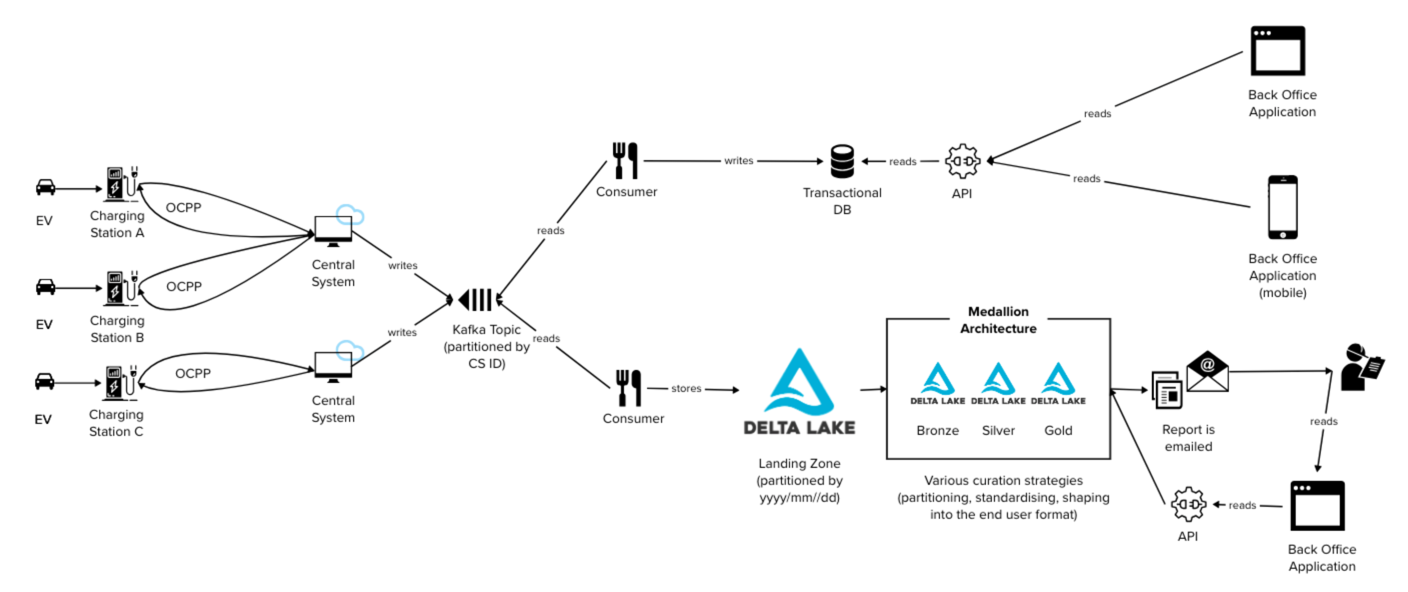 Back Office
Application
reads
reads
Back Office
Application
(mobile)
EV
Charging
Station A
OCPP
EV
Charging
Station B
OCPP
EV
Charging
Station C
OCPP
Central
System
Central
System
writes
writes
Kafka Topic
(partitioned by
CS ID)
reads
reads
Consumer
writes
Transactional
DB
reads
API
Consumer
stores
DELTA LAKE
Landing Zone
(partitioned by
yyyy/mm//dd)
Medallion
Architecture
DELTA LAKE
DELTA LAKE
DELTA LAKE
Bronze
Silver
Gold
Various curation strategies
(partitioning, standardising, shaping
into the end user format)
@
Report is
emailed
reads
API
reads
Back Office
Application